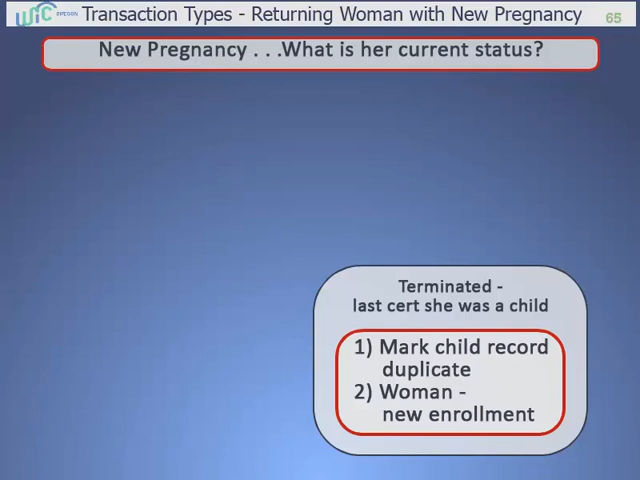 WIC OREGON Transaction Types - Returning Woman with New Pregnancy 65
New Pregnancy . . .What is her current status?
Terminated -
last cert she was a child
1) Mark child record
duplicate
2) Woman -
new enrollment